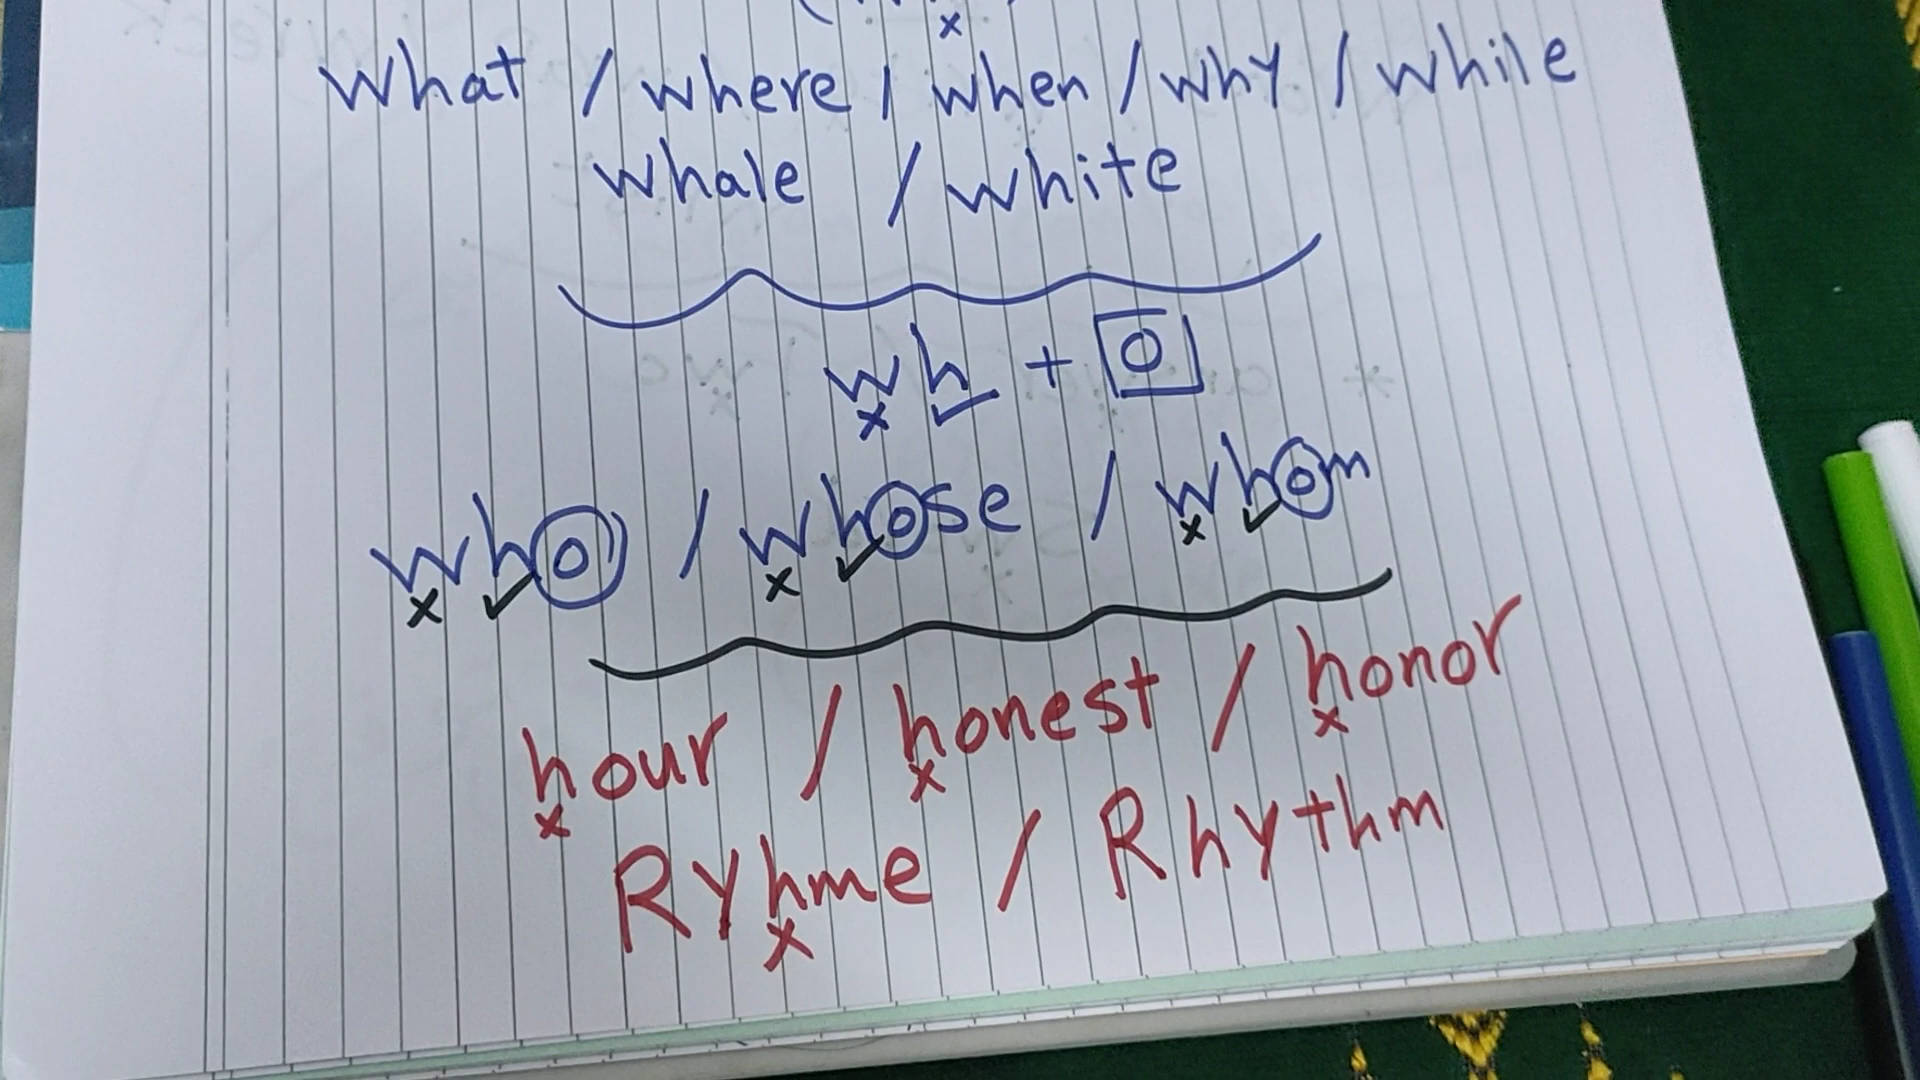 what / where / when / why / while
whale / white
wh + o
who / whose / whom
hour / honest / honor
Ryhme / Rhythm